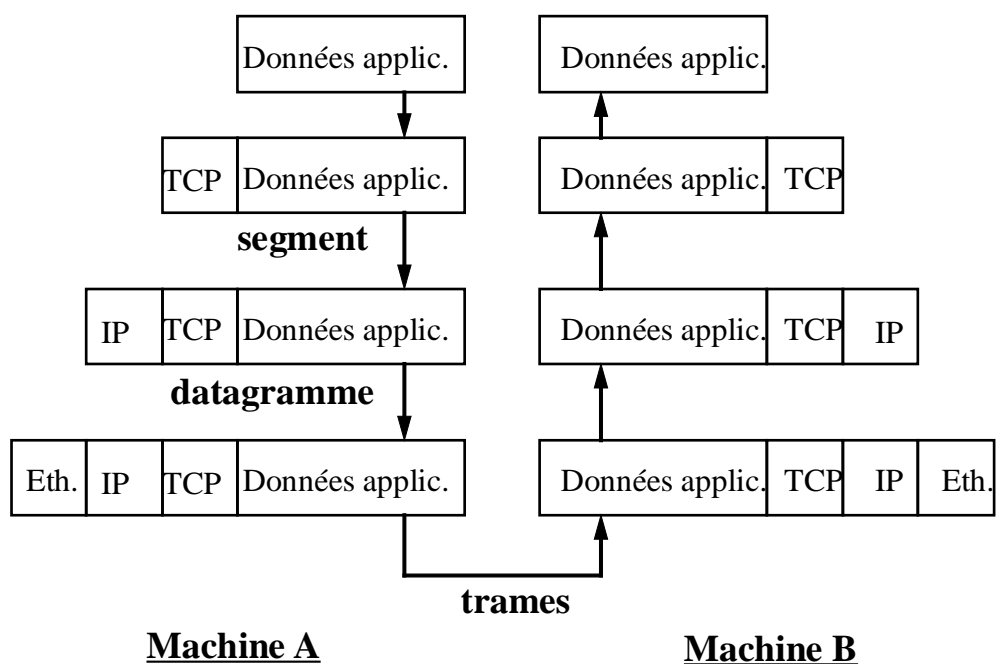 Données applic. Données applic.
TCP Données applic. Données applic. TCP
segment
IP TCP Données applic. Données applic. TCP IP
datagramme
Eth. IP TCP Données applic. Données applic. TCP IP Eth.
trames
Machine A Machine B